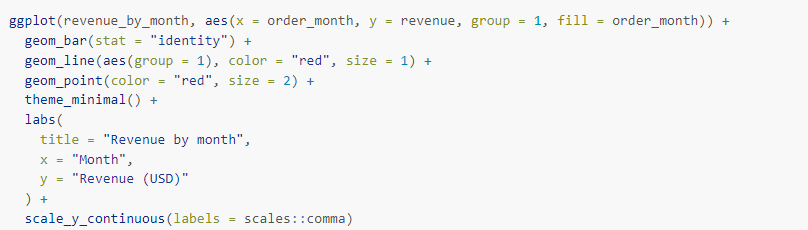 ggplot(revenue_by_month, aes(x = order_month, y = revenue, group = 1, fill = order_month)) +
  geom_bar(stat = "identity") +
  geom_line(aes(group = 1), color = "red", size = 1) +
  geom_point(color = "red", size = 2) +
  theme_minimal() +
  labs(
    title = "Revenue by month",
    x = "Month",
    y = "Revenue (USD)"
  ) +
  scale_y_continuous(labels = scales::comma)